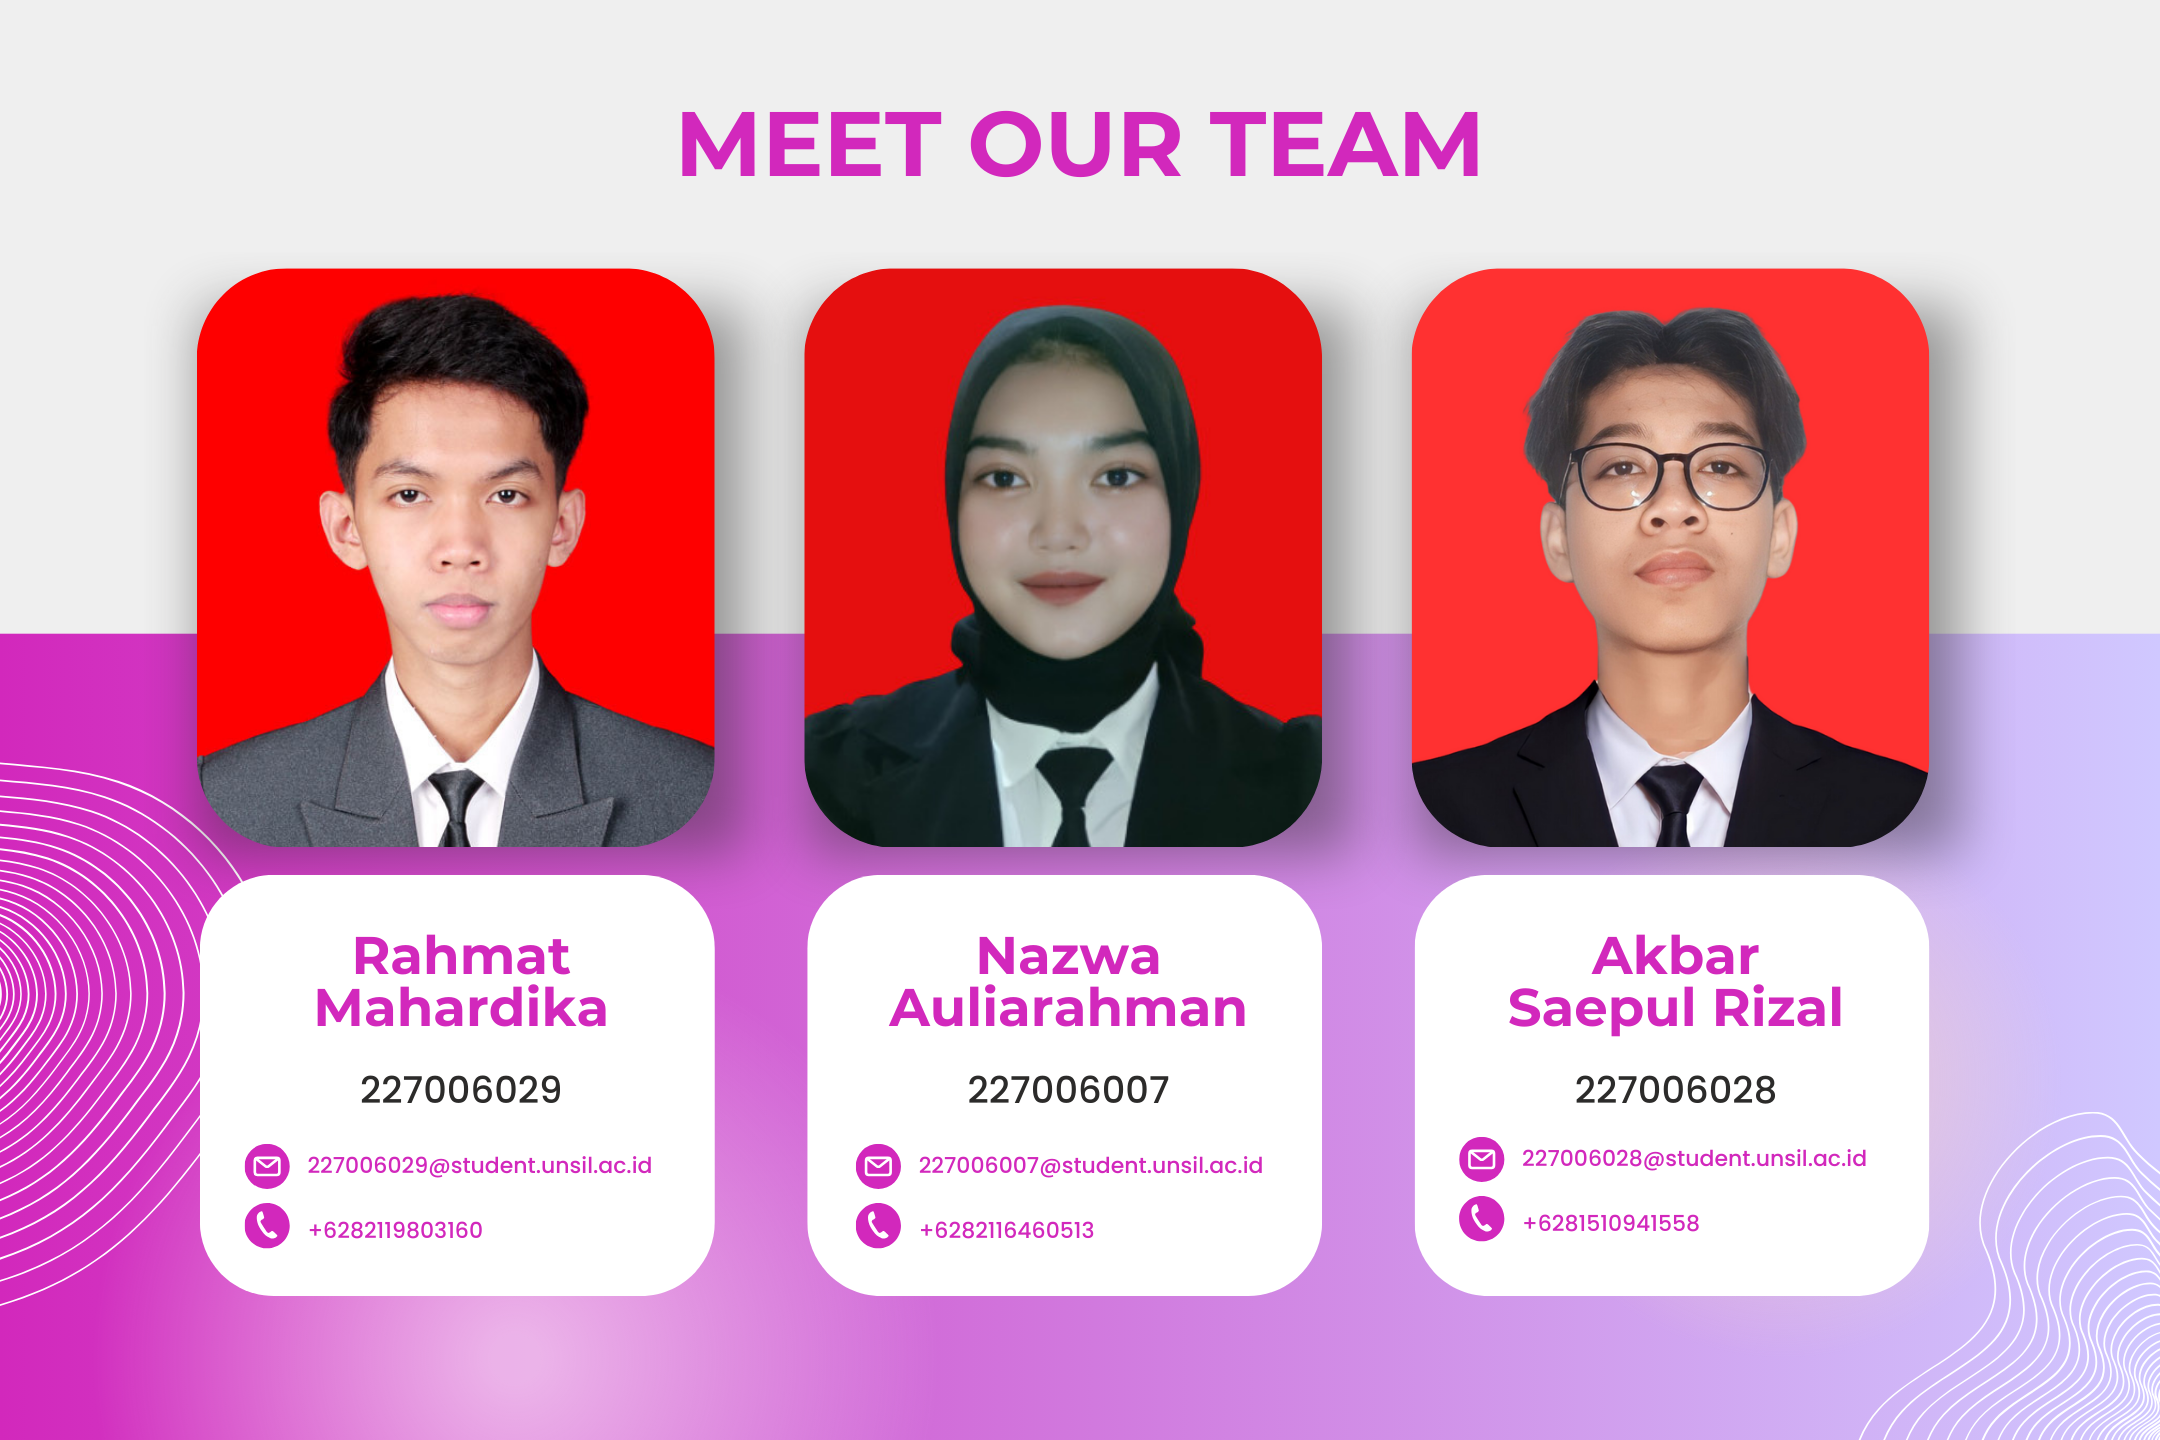 MEET OUR TEAM
Rahmat
Mahardika
227006029
227006029@student.unsil.ac.id
+6282119803160
Nazwa
Auliarahman
227006007
227006007@student.unsil.ac.id
+6282116460513
Akbar
Saepul Rizal
227006028
227006028@student.unsil.ac.id
+6281510941558